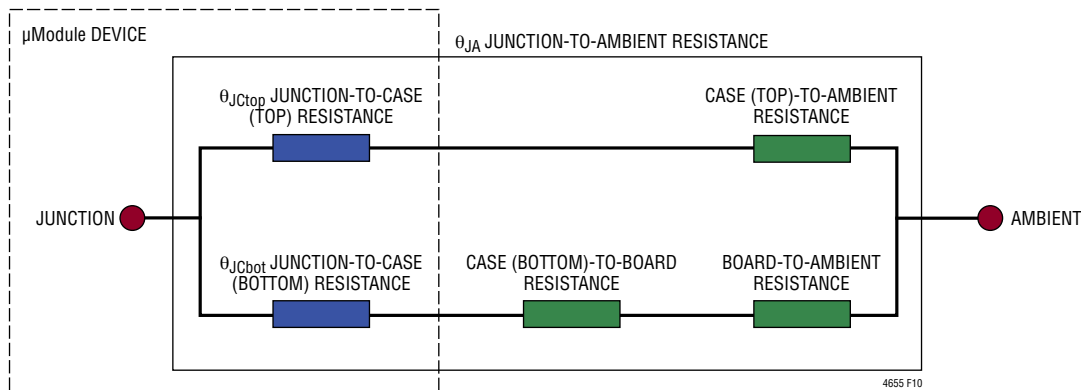 µModule DEVICE
θJA JUNCTION-TO-AMBIENT RESISTANCE
θJCtop JUNCTION-TO-CASE
(TOP) RESISTANCE
CASE (TOP)-TO-AMBIENT
RESISTANCE
JUNCTION
AMBIENT
θJCbot JUNCTION-TO-CASE
(BOTTOM) RESISTANCE
CASE (BOTTOM)-TO-BOARD
RESISTANCE
BOARD-TO-AMBIENT
RESISTANCE
4655 F10